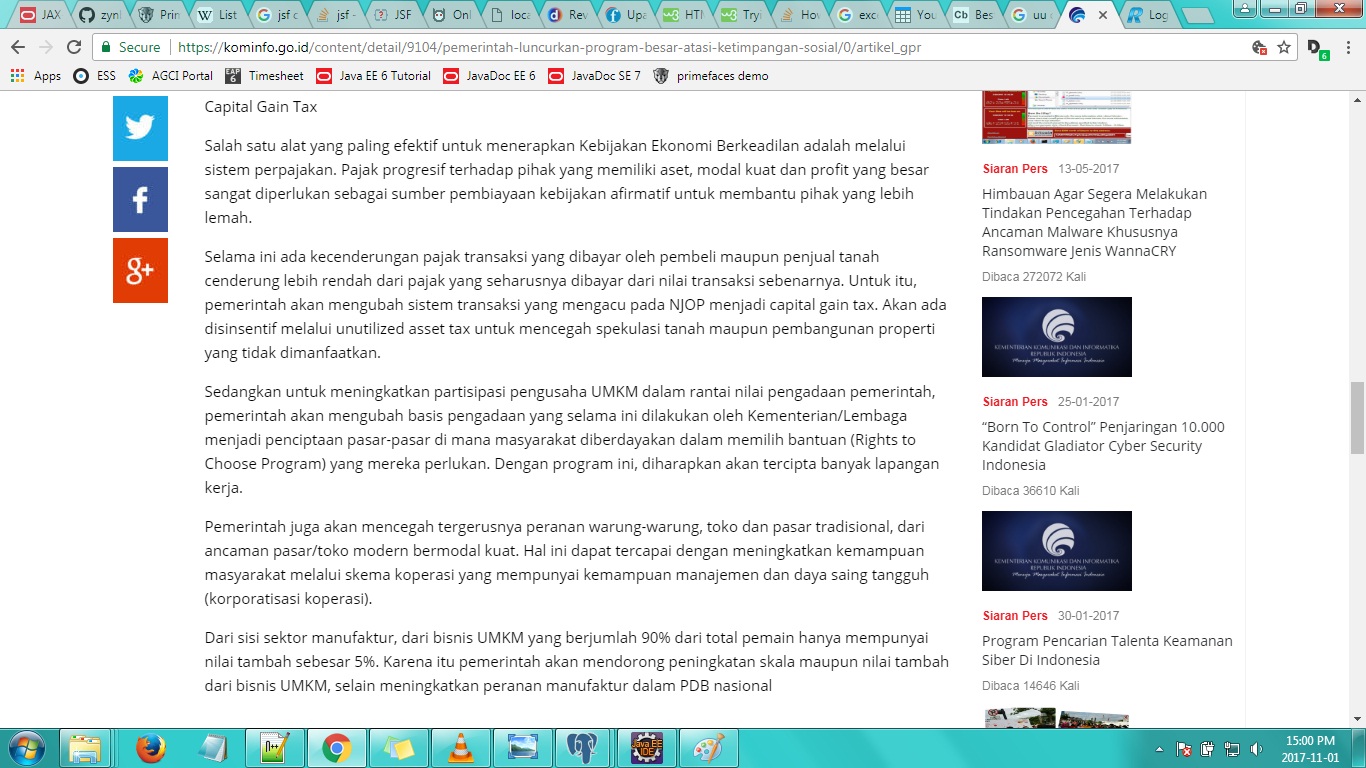 JAX
zynl
Prin
List
jsf c
jsf -
JSF
Onl
loca
Rev
Upa
HTM
Tryi
How
exce
You
Bes
uu
Log
Secure
https://kominfo.go.id/content/detail/9104/pemerintah-luncurkan-program-besar-atasi-ketimpangan-sosial/0/artikel_gpr
Apps
ESS
AGCI Portal
Timesheet
Java EE 6 Tutorial
JavaDoc EE 6
JavaDoc SE 7
primefaces demo
Capital Gain Tax
Salah satu alat yang paling efektif untuk menerapkan Kebijakan Ekonomi Berkeadilan adalah melalui
sistem perpajakan. Pajak progresif terhadap pihak yang memiliki aset, modal kuat dan profit yang besar
sangat diperlukan sebagai sumber pembiayaan kebijakan afirmatif untuk membantu pihak yang lebih
lemah.
Selama ini ada kecenderungan pajak transaksi yang dibayar oleh pembeli maupun penjual tanah
cenderung lebih rendah dari pajak yang seharusnya dibayar dari nilai transaksi sebenarnya. Untuk itu,
pemerintah akan mengubah sistem transaksi yang mengacu pada NJOP menjadi capital gain tax. Akan ada
disinsentif melalui unutilized asset tax untuk mencegah spekulasi tanah maupun pembangunan properti
yang tidak dimanfaatkan.
Sedangkan untuk meningkatkan partisipasi pengusaha UMKM dalam rantai nilai pengadaan pemerintah,
pemerintah akan mengubah basis pengadaan yang selama ini dilakukan oleh Kementerian/Lembaga
menjadi penciptaan pasar-pasar di mana masyarakat diberdayakan dalam memilih bantuan (Rights to
Choose Program) yang mereka perlukan. Dengan program ini, diharapkan akan tercipta banyak lapangan
kerja.
Pemerintah juga akan mencegah tergerusnya peranan warung-warung, toko dan pasar tradisional, dari
ancaman pasar/toko modern bermodal kuat. Hal ini dapat tercapai dengan meningkatkan kemampuan
masyarakat melalui skema koperasi yang mempunyai kemampuan manajemen dan daya saing tangguh
(korporatisasi koperasi).
Dari sisi sektor manufaktur, dari bisnis UMKM yang berjumlah 90% dari total pemain hanya mempunyai
nilai tambah sebesar 5%. Karena itu pemerintah akan mendorong peningkatan skala maupun nilai tambah
dari bisnis UMKM, selain meningkatkan peranan manufaktur dalam PDB nasional
Siaran Pers 13-05-2017
Himbauan Agar Segera Melakukan
Tindakan Pencegahan Terhadap
Ancaman Malware Khususnya
Ransomware Jenis WannaCRY
Dibaca 272072 Kali
KEMENTERIAN KOMUNIKASI DAN INFORMATIKA
REPUBLIK INDONESIA
Menuju Masyarakat Informasi Indonesia
Siaran Pers 25-01-2017
“Born To Control” Penjaringan 10.000
Kandidat Gladiator Cyber Security
Indonesia
Dibaca 36610 Kali
KEMENTERIAN KOMUNIKASI DAN INFORMATIKA
REPUBLIK INDONESIA
Menuju Masyarakat Informasi Indonesia
Siaran Pers 30-01-2017
Program Pencarian Talenta Keamanan
Siber Di Indonesia
Dibaca 14646 Kali
Java EE
IDE
15:00 PM
2017-11-01